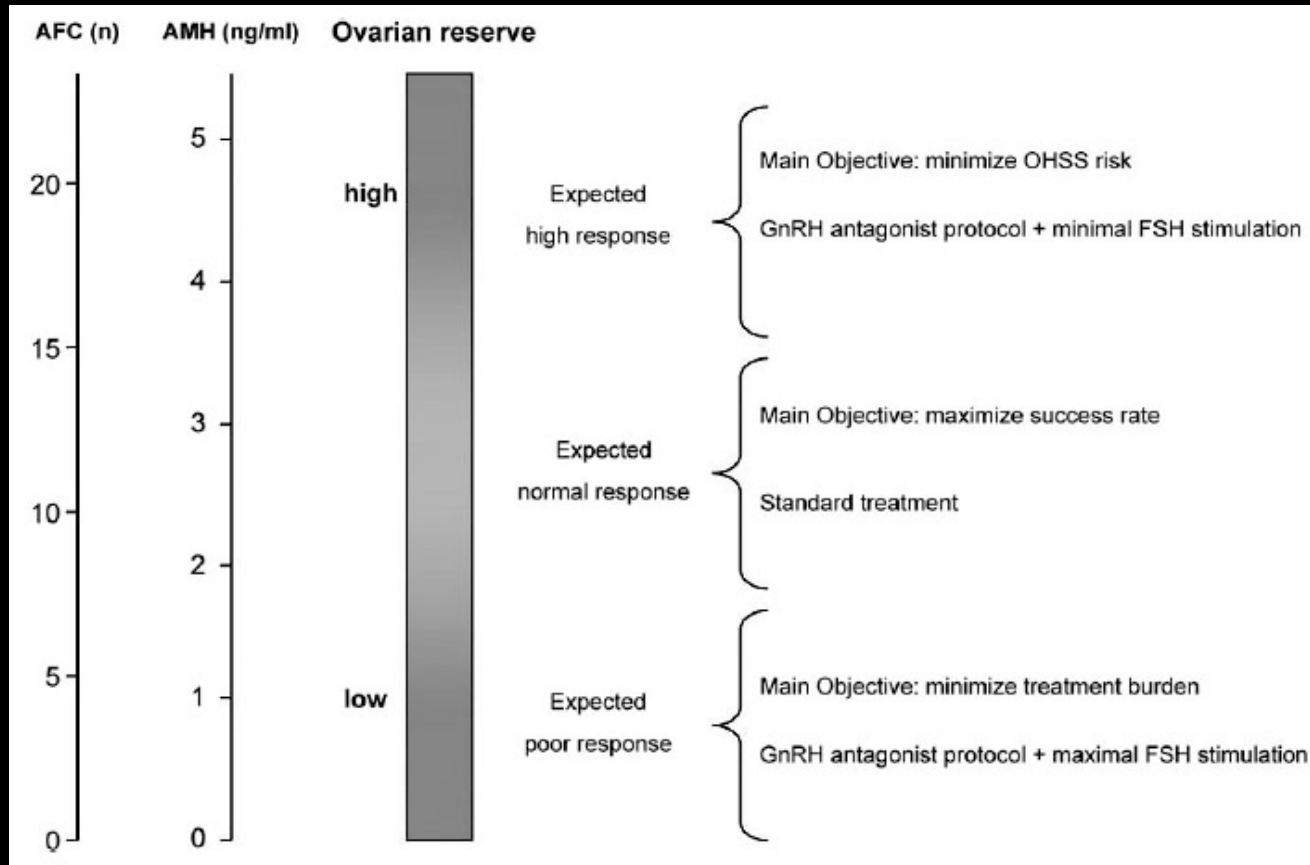 AFC (n)
AMH (ng/ml)
Ovarian reserve
20
15
10
5
0
5
4
3
2
1
0
high
low
Expected
high response
Main Objective: minimize OHSS risk
GnRH antagonist protocol + minimal FSH stimulation
Expected
normal response
Main Objective: maximize success rate
Standard treatment
Expected
poor response
Main Objective: minimize treatment burden
GnRH antagonist protocol + maximal FSH stimulation